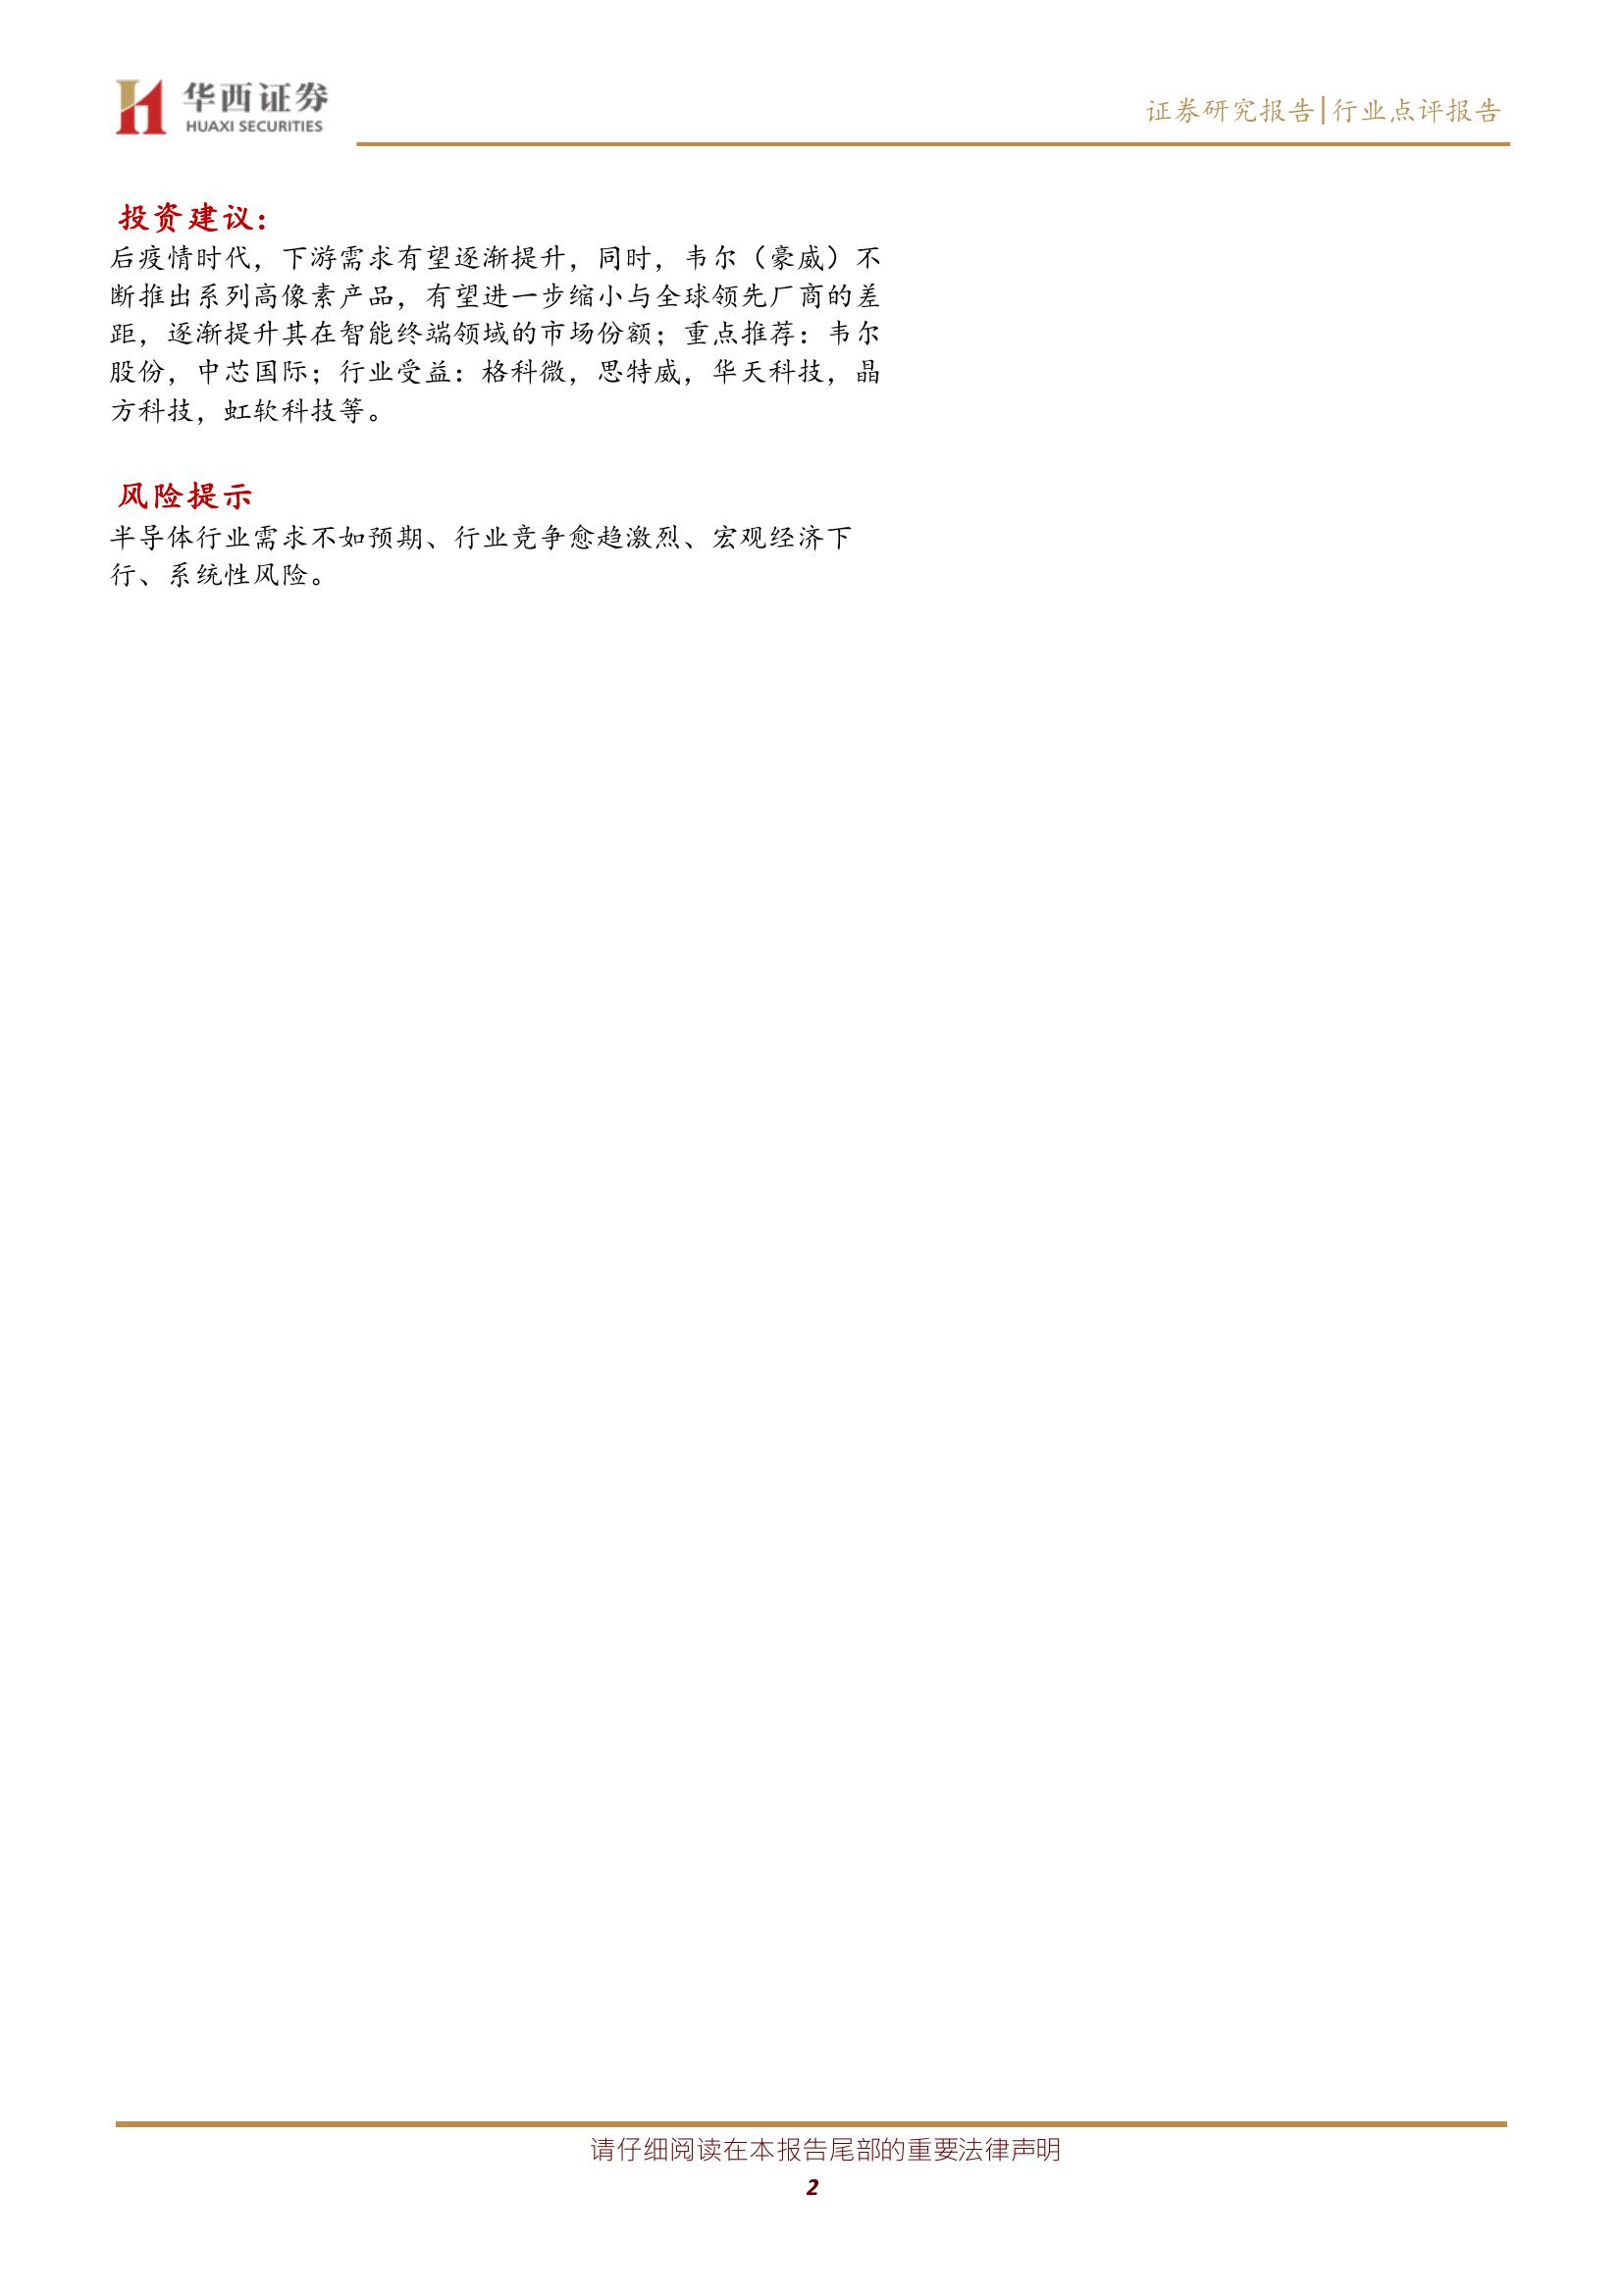 华西证券
HUAXI SECURITIES
证券研究报告|行业点评报告
投资建议：
后疫情时代，下游需求有望逐渐提升，同时，韦尔（豪威）不
断推出系列高像素产品，有望进一步缩小与全球领先厂商的差
距，逐渐提升其在智能终端领域的市场份额；重点推荐：韦尔
股份，中芯国际；行业受益：格科微，思特威，华天科技，晶
方科技，虹软科技等。
风险提示
半导体行业需求不如预期、行业竞争愈趋激烈、宏观经济下
行、系统性风险。
请仔细阅读在本报告尾部的重要法律声明
2